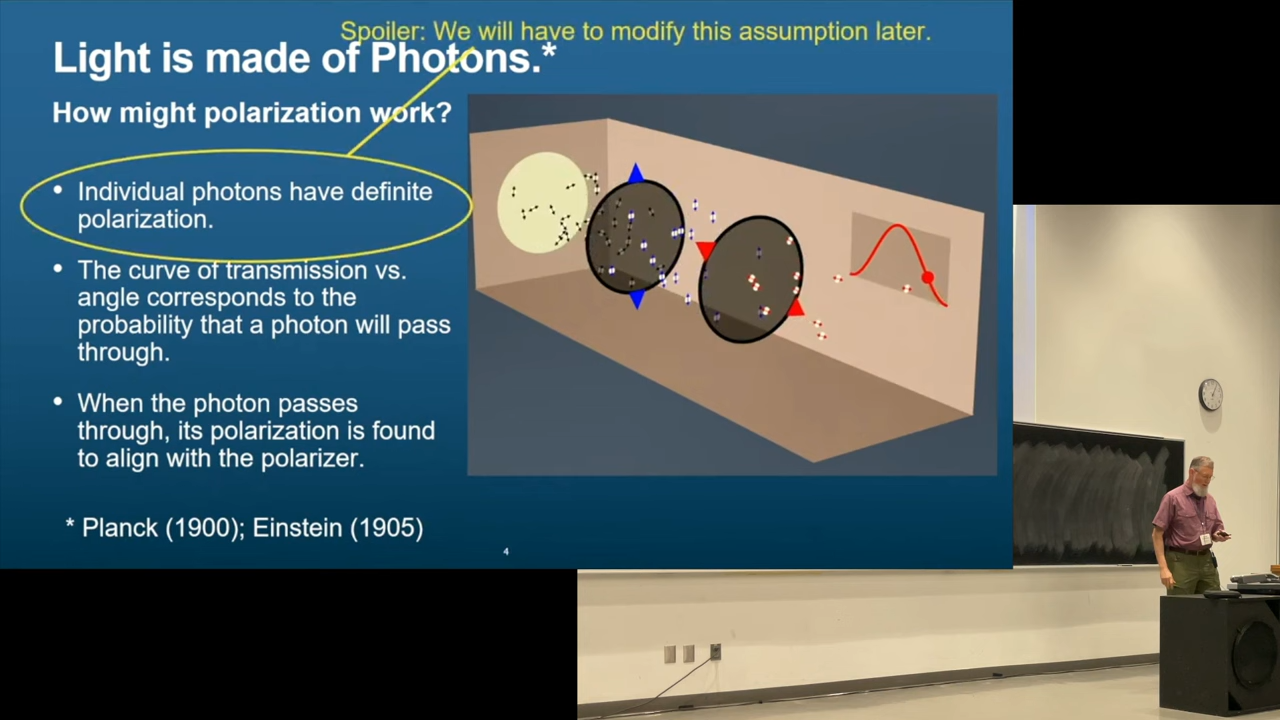 Spoiler: We will have to modify this assumption later.
Light is made of Photons.*
How might polarization work?
• Individual photons have definite
polarization.
• The curve of transmission vs.
angle corresponds to the
probability that a photon will pass
through.
• When the photon passes
through, its polarization is found
to align with the polarizer.
* Planck (1900); Einstein (1905)
4